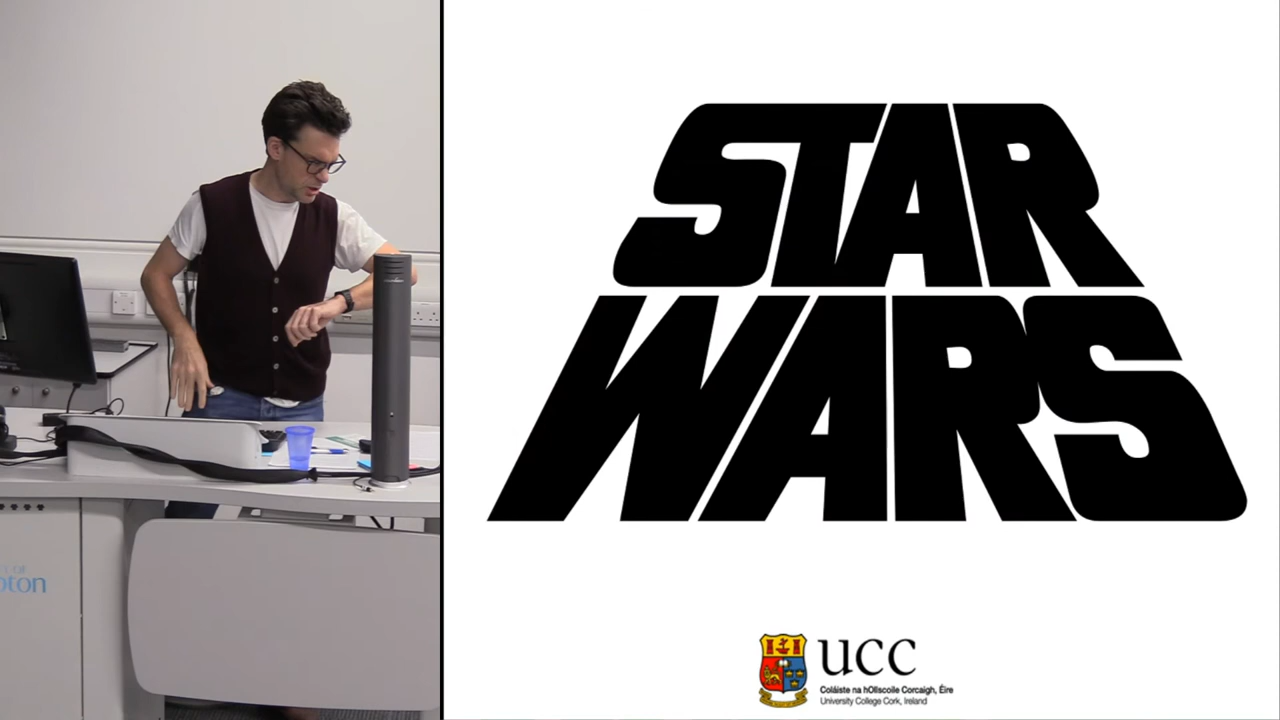 STAR
WARS
UCC
Coláiste na hOllscoile Corcaigh, Éire
University College Cork, Ireland